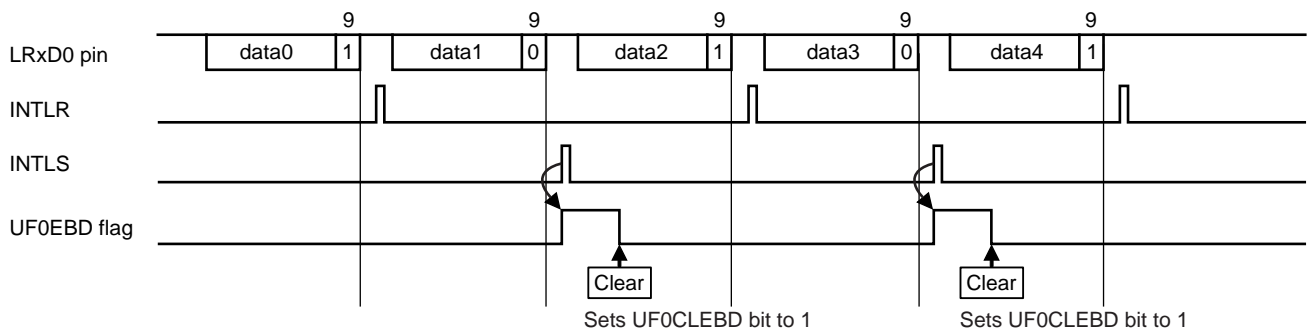 9 9 9 9 9
LRxD0 pin data0 1 data1 0 data2 1 data3 0 data4 1
INTLR
INTLS
UF0EBD flag
Clear Clear
Sets UF0CLEBD bit to 1 Sets UF0CLEBD bit to 1